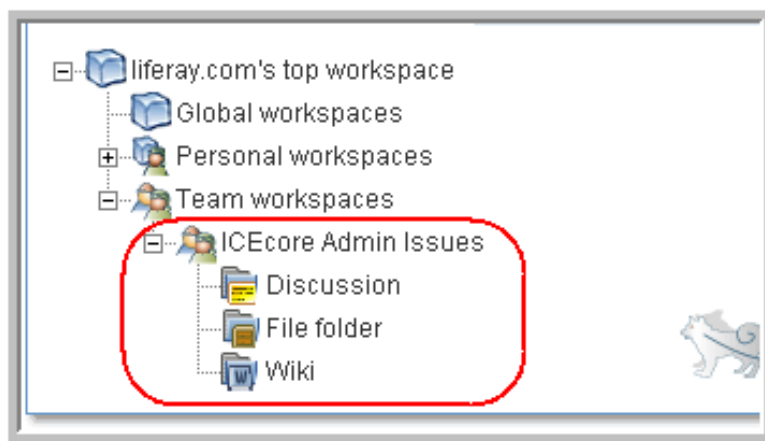 liferay.com's top workspace
Global workspaces
Personal workspaces
Team workspaces
ICEcore Admin Issues
Discussion
File folder
Wiki